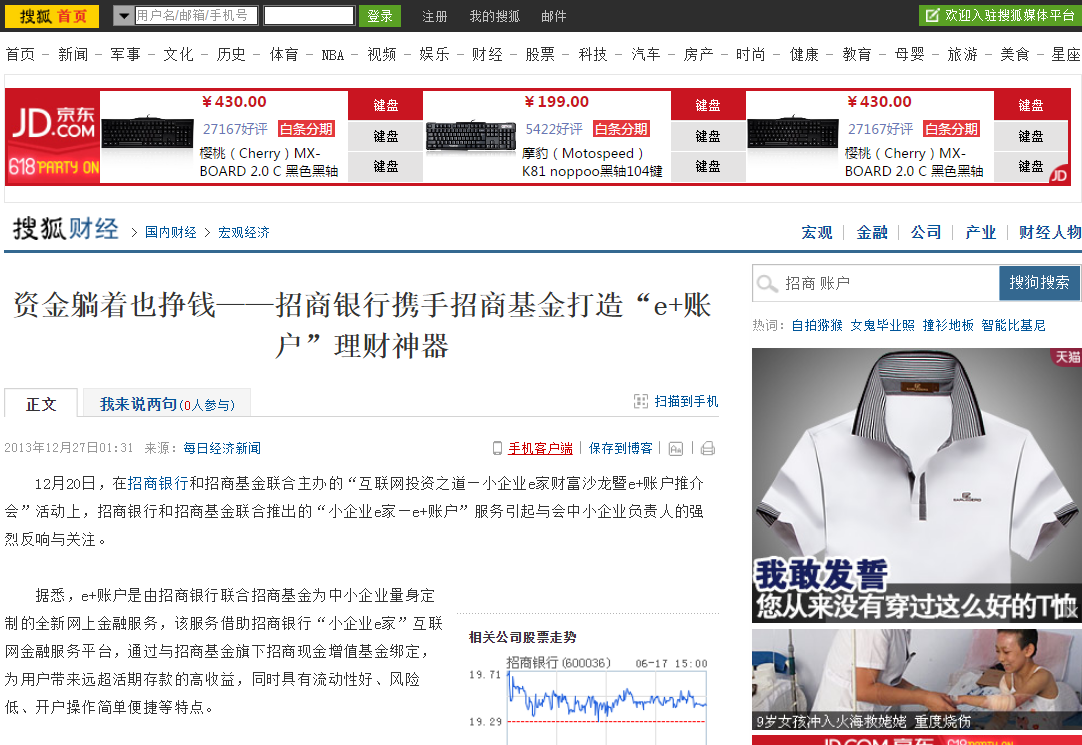 搜狐 首页
用户名/邮箱/手机号
登录
注册 我的搜狐 邮件
欢迎入驻搜狐媒体平台
首页 - 新闻 - 军事 - 文化 - 历史 - 体育 - NBA - 视频 - 娱乐 - 财经 - 股票 - 科技 - 汽车 - 房产 - 时尚 - 健康 - 教育 - 母婴 - 旅游 - 美食 - 星座
JD.COM 京东
618 PARTY ON
¥430.00
27167好评 白条分期
樱桃（Cherry）MX-
BOARD 2.0 C 黑色黑轴
键盘
键盘
键盘
¥199.00
5422好评 白条分期
摩豹（Motospeed）
K81 noppoo黑轴104键
键盘
键盘
键盘
¥430.00
27167好评 白条分期
樱桃（Cherry）MX-
BOARD 2.0 C 黑色黑轴
键盘
键盘
键盘
JD
搜狐财经 > 国内财经 > 宏观经济
宏观 | 金融 | 公司 | 产业 | 财经人物
资金躺着也挣钱——招商银行携手招商基金打造“e+账
户”理财神器
正文
我来说两句(0人参与)
扫描到手机
2013年12月27日01:31 来源：每日经济新闻
手机客户端 | 保存到博客
12月20日，在招商银行和招商基金联合主办的“互联网投资之道—小企业e家财富沙龙暨e+账户推介
会”活动上，招商银行和招商基金联合推出的“小企业e家—e+账户”服务引起与会中小企业负责人的强
烈反响与关注。
据悉，e+账户是由招商银行联合招商基金为中小企业量身定
制的全新网上金融服务，该服务借助招商银行“小企业e家”互联
网金融服务平台，通过与招商基金旗下招商现金增值基金绑定，
为用户带来远超活期存款的高收益，同时具有流动性好、风险
低、开户操作简单便捷等特点。
相关公司股票走势
招商银行(600036) 06-17 15:00
19.71
19.29
招商 账户
搜狗搜索
热词：自拍猕猴 女鬼毕业照 撞衫地板 智能比基尼
天猫
我敢发誓
您从来没有穿过这么好的T恤
9岁女孩冲入火海救姥姥 重度烧伤
JD.COM 京东 618 PARTY ON